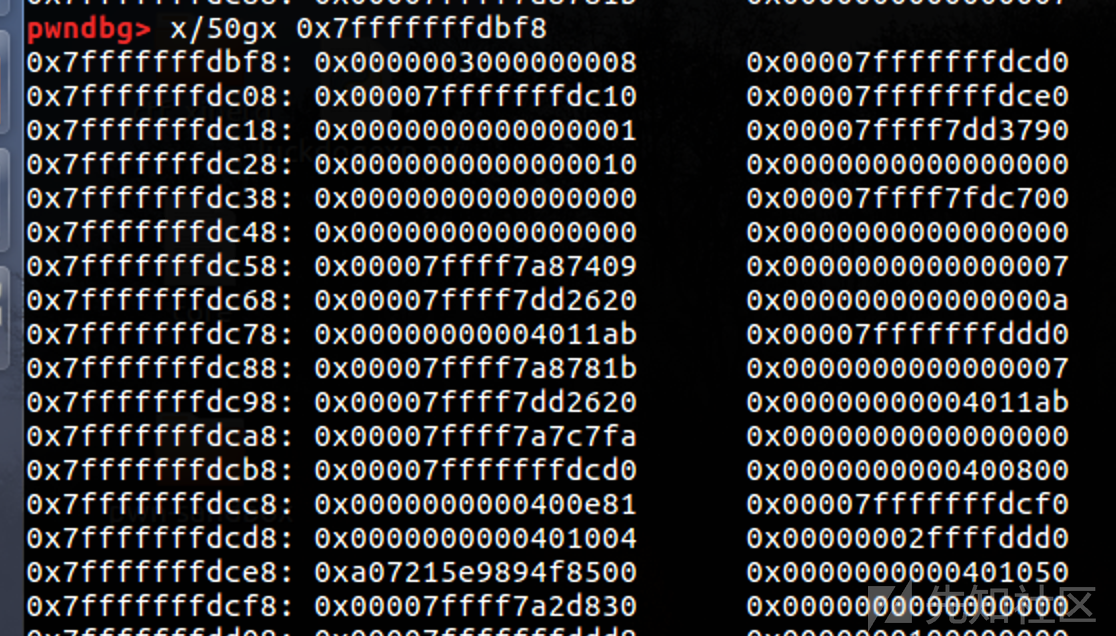 pwndbg> x/50gx 0x7fffffffdbf8
0x7fffffffdbf8: 0x0000003000000008 0x00007fffffffdcd0
0x7fffffffdc08: 0x00007fffffffdc10 0x00007fffffffdce0
0x7fffffffdc18: 0x0000000000000001 0x00007ffff7dd3790
0x7fffffffdc28: 0x0000000000000010 0x0000000000000000
0x7fffffffdc38: 0x0000000000000000 0x00007ffff7fdc700
0x7fffffffdc48: 0x0000000000000000 0x0000000000000000
0x7fffffffdc58: 0x00007ffff7a87409 0x0000000000000007
0x7fffffffdc68: 0x00007ffff7dd2620 0x000000000000000a
0x7fffffffdc78: 0x00000000004011ab 0x00007fffffffddd0
0x7fffffffdc88: 0x00007ffff7a8781b 0x0000000000000007
0x7fffffffdc98: 0x00007ffff7dd2620 0x00000000004011ab
0x7fffffffdca8: 0x00007ffff7a7c7fa 0x0000000000000000
0x7fffffffdcb8: 0x00007fffffffdcd0 0x0000000000400800
0x7fffffffdcc8: 0x0000000000400e81 0x00007fffffffdcf0
0x7fffffffdcd8: 0x0000000000401004 0x00000002ffffddd0
0x7fffffffdce8: 0xa07215e9894f8500 0x0000000000401050
0x7fffffffdcf8: 0x00007ffff7a2d830 0x0000000000000000
先知社区